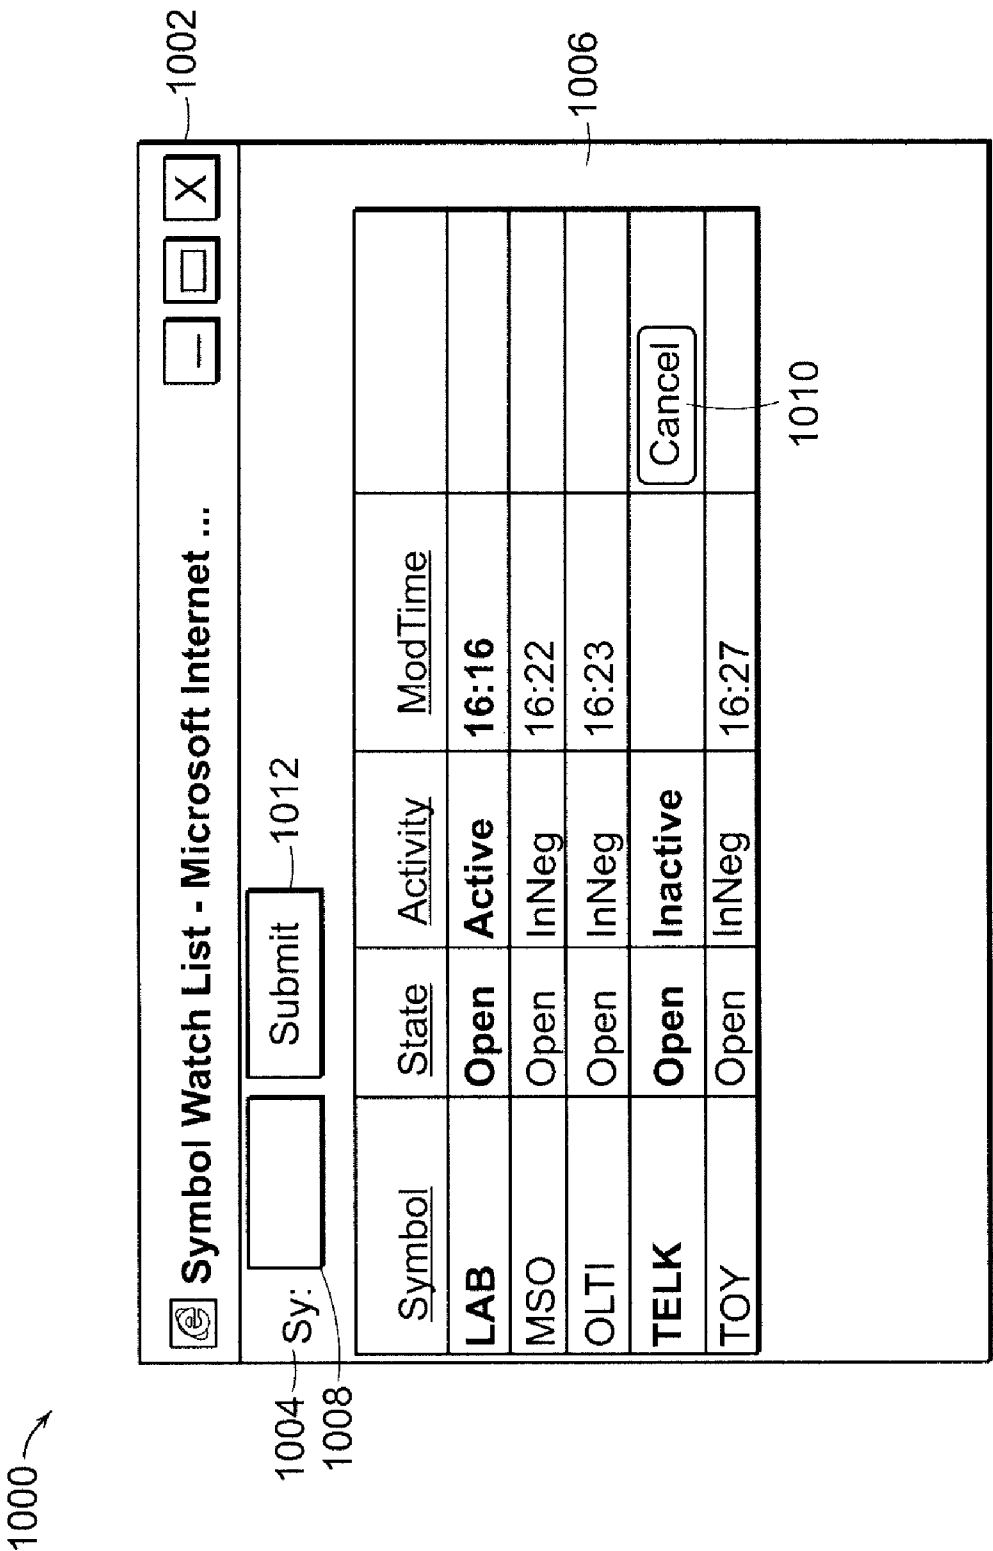 1000
1002
Symbol Watch List - Microsoft Internet ...
– X
1004
Sy:
Submit
1012
1008
1006
Symbol State Activity ModTime
LAB Open Active 16:16
MSO Open InNeg 16:22
OLTI Open InNeg 16:23
TELK Open Inactive Cancel
TOY Open InNeg 16:27
1010